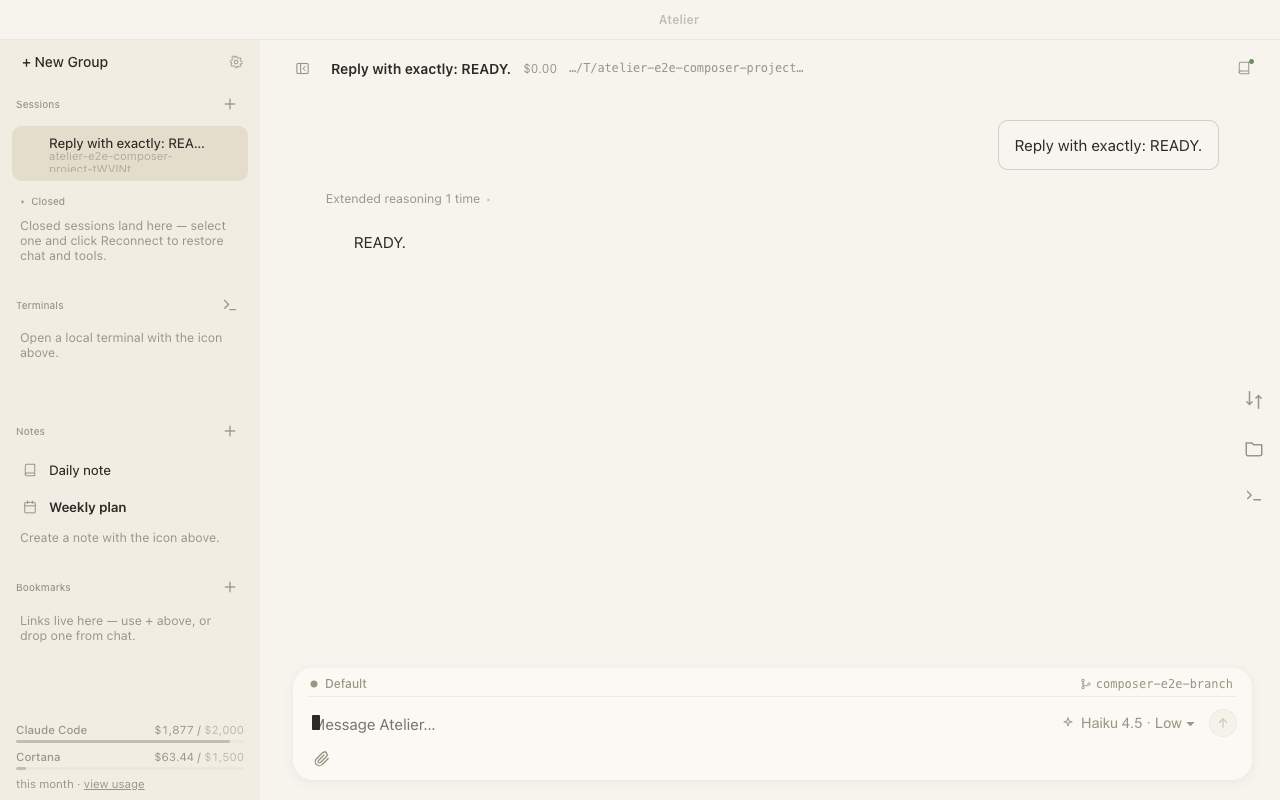 Atelier
+ New Group
Sessions
Reply with exactly: REA...
atelier-e2e-composer-
project-tWVlNt
Closed
Closed sessions land here — select
one and click Reconnect to restore
chat and tools.
Terminals
Open a local terminal with the icon
above.
Notes
Daily note
Weekly plan
Create a note with the icon above.
Bookmarks
Links live here — use + above, or
drop one from chat.
Claude Code $1,877 / $2,000
Cortana $63.44 / $1,500
this month · view usage
Reply with exactly: READY. $0.00 …/T/atelier-e2e-composer-project…
Reply with exactly: READY.
Extended reasoning 1 time ·
READY.
Default composer-e2e-branch
Message Atelier...
Haiku 4.5 · Low